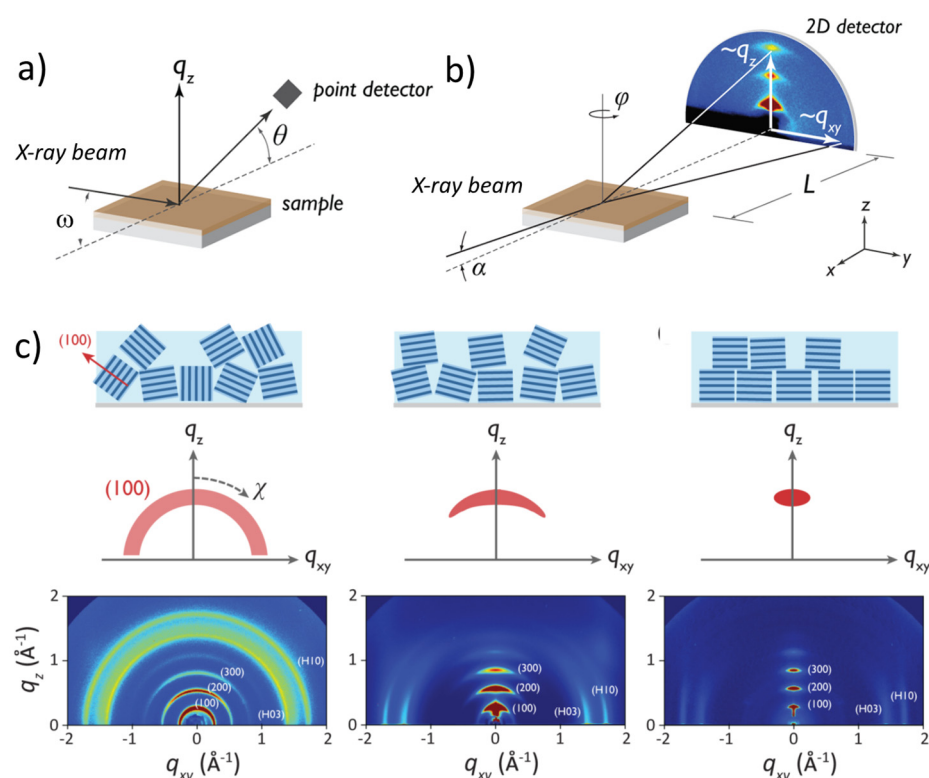 a)
q_z
point detector
θ
X-ray beam
ω
sample
b)
2D detector
~q_z
~q_xy
φ
X-ray beam
L
α
z
x
y
c)
(100)
q_z
(100)
χ
q_xy
q_z
q_xy
q_z
q_xy
q_z (Å⁻¹)
2
1
0
(300)
(200)
(100)
(H10)
(H03)
-2 -1 0 1 2
q_xy (Å⁻¹)
2
1
0
(300)
(200)
(100)
(H10)
(H03)
-2 -1 0 1 2
q_xy (Å⁻¹)
2
1
0
(300)
(200)
(100)
(H10)
(H03)
-2 -1 0 1 2
q_xy (Å⁻¹)